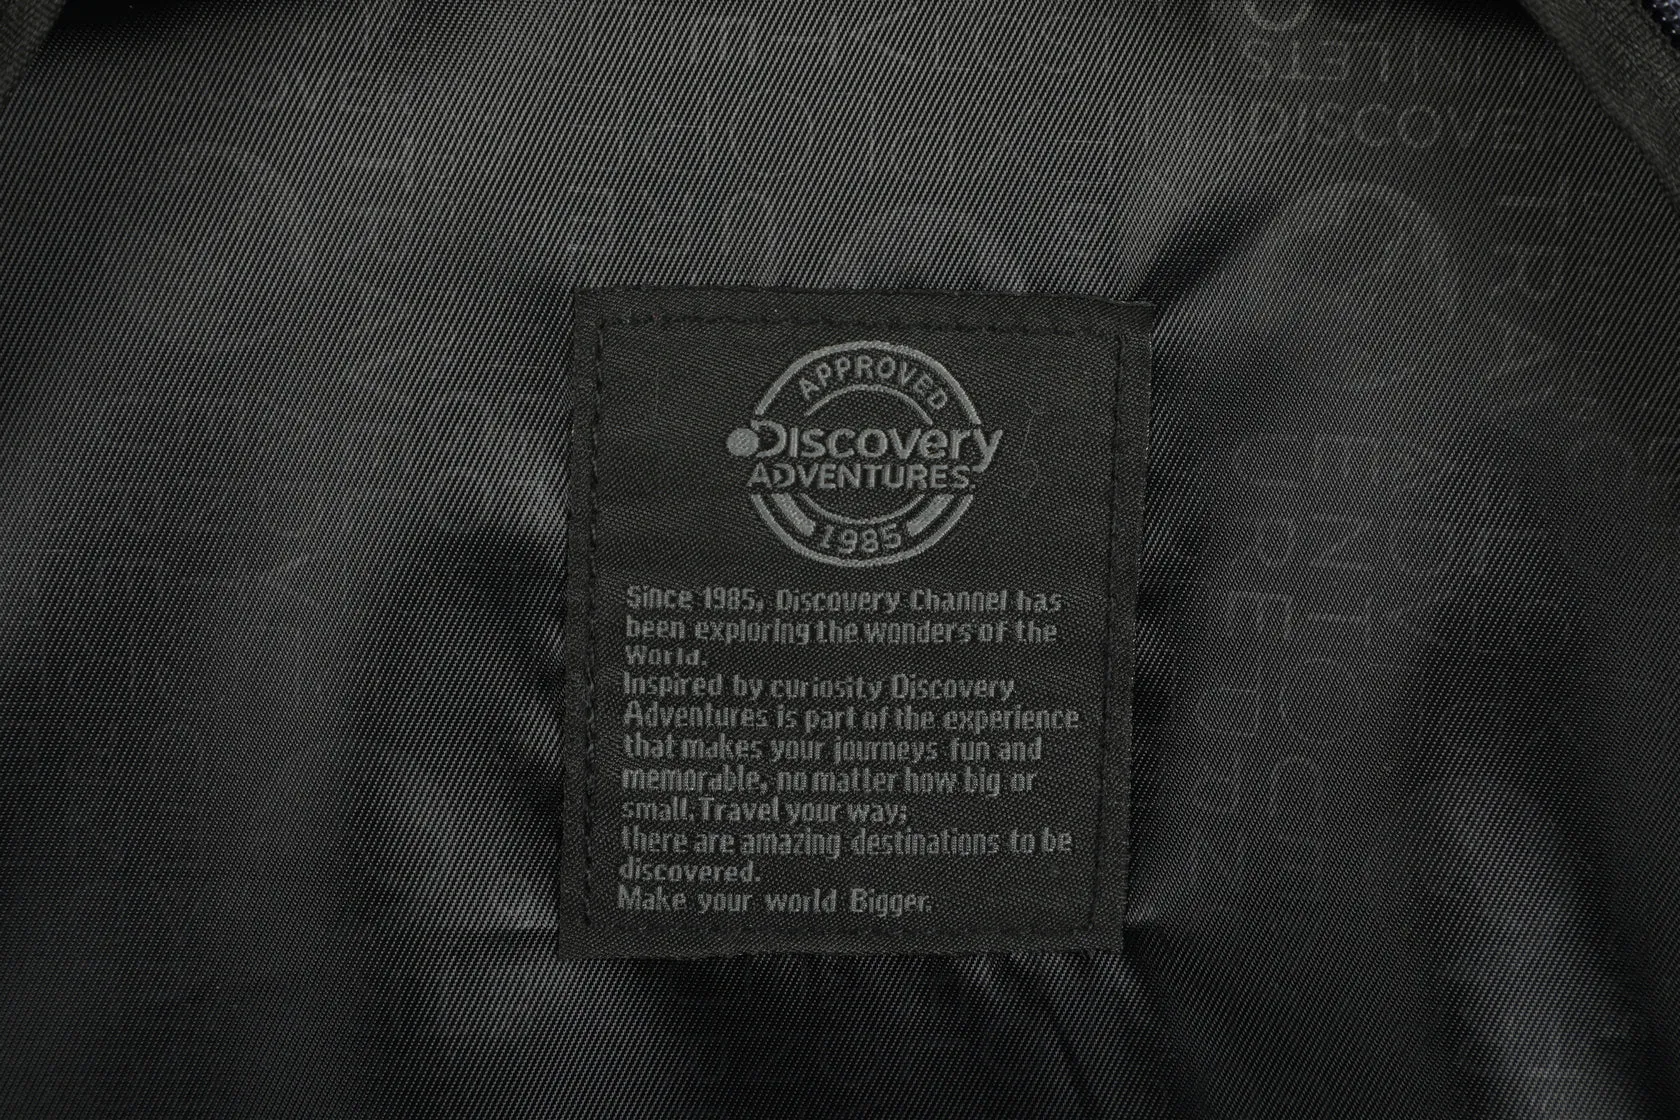 DISCOVE
APPROVED
Discovery
ADVENTURES
1985
Since 1985, Discovery Channel has
been exploring the wonders of the
World.
Inspired by curiosity Discovery
Adventures is part of the experience
that makes your journeys fun and
memorable, no matter how big or
small. Travel your way;
there are amazing destinations to be
discovered.
Make your world Bigger.